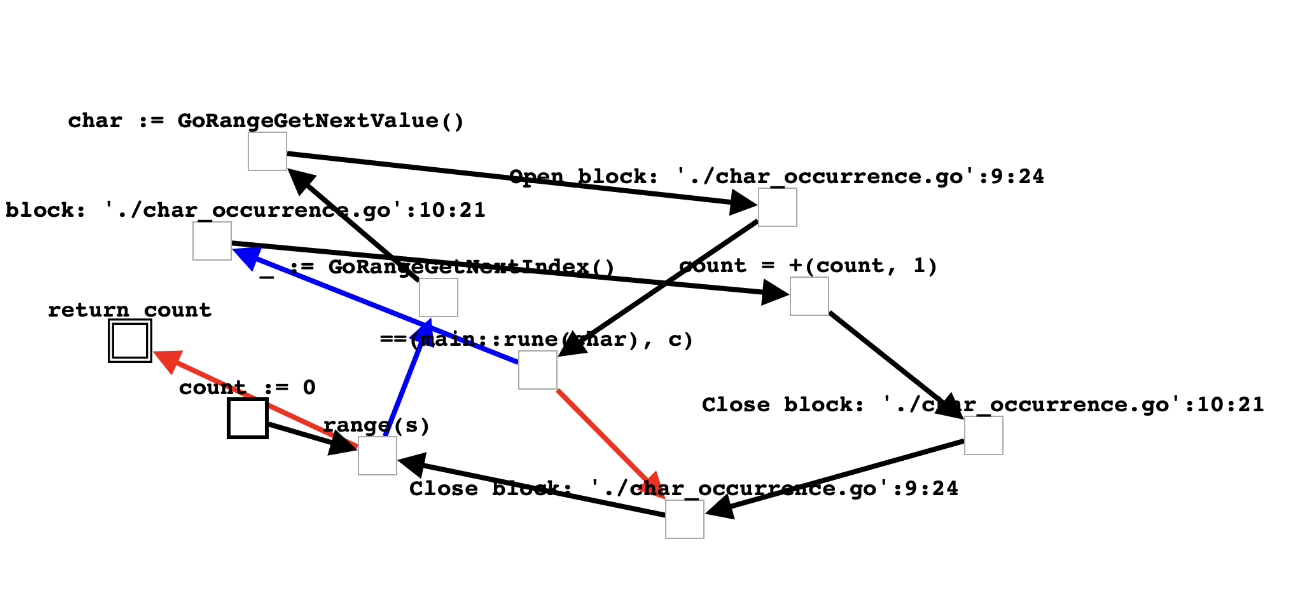 char := GoRangeGetNextValue()
Open block: './char_occurrence.go':9:24
block: './char_occurrence.go':10:21
_ := GoRangeGetNextIndex()
count = +(count, 1)
return count
==(main::rune(char), c)
count := 0
Close block: './char_occurrence.go':10:21
range(s)
Close block: './char_occurrence.go':9:24